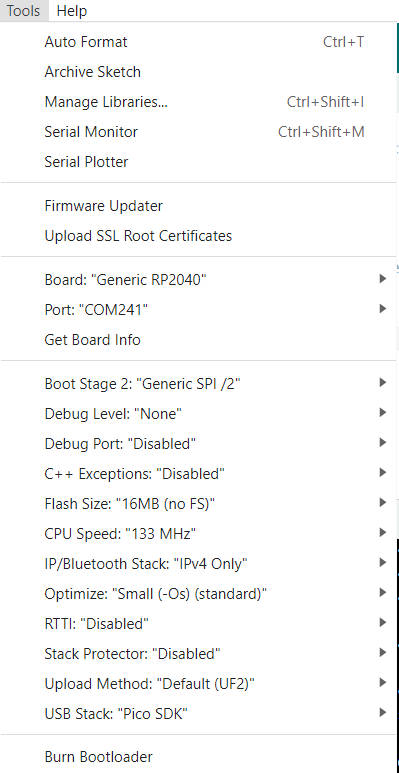 Tools Help
Auto Format Ctrl+T
Archive Sketch
Manage Libraries... Ctrl+Shift+I
Serial Monitor Ctrl+Shift+M
Serial Plotter
Firmware Updater
Upload SSL Root Certificates
Board: "Generic RP2040"
Port: "COM241"
Get Board Info
Boot Stage 2: "Generic SPI /2"
Debug Level: "None"
Debug Port: "Disabled"
C++ Exceptions: "Disabled"
Flash Size: "16MB (no FS)"
CPU Speed: "133 MHz"
IP/Bluetooth Stack: "IPv4 Only"
Optimize: "Small (-Os) (standard)"
RTTI: "Disabled"
Stack Protector: "Disabled"
Upload Method: "Default (UF2)"
USB Stack: "Pico SDK"
Burn Bootloader